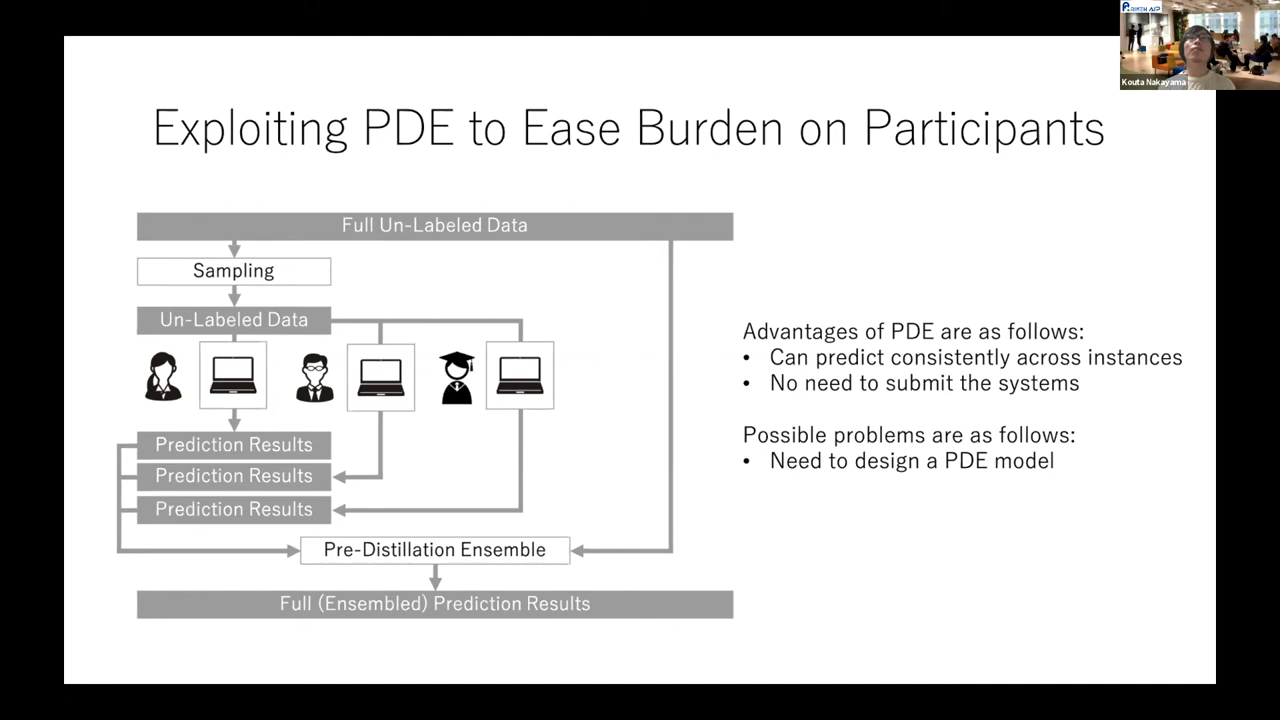 RIKEN AIP
Kouta Nakayama
Exploiting PDE to Ease Burden on Participants
Full Un-Labeled Data
Sampling
Un-Labeled Data
Prediction Results
Prediction Results
Prediction Results
Pre-Distillation Ensemble
Full (Ensembled) Prediction Results
Advantages of PDE are as follows:
• Can predict consistently across instances
• No need to submit the systems
Possible problems are as follows:
• Need to design a PDE model